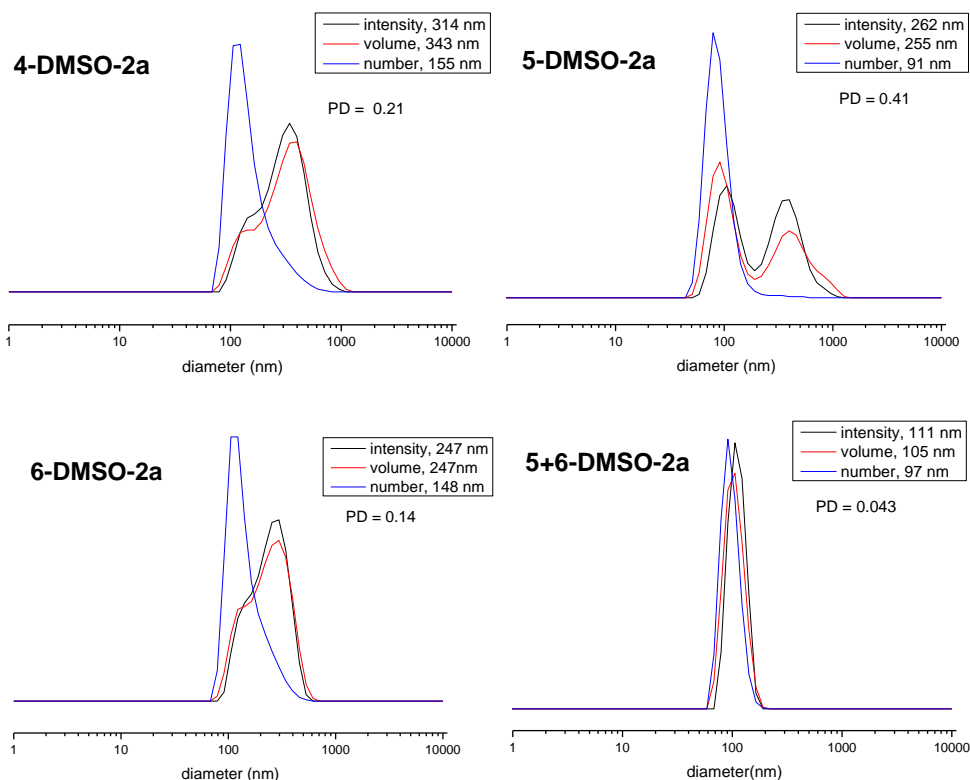 4-DMSO-2a
intensity, 314 nm
volume, 343 nm
number, 155 nm
PD = 0.21
1 10 100 1000 10000
diameter (nm)
5-DMSO-2a
intensity, 262 nm
volume, 255 nm
number, 91 nm
PD = 0.41
1 10 100 1000 10000
diameter (nm)
6-DMSO-2a
intensity, 247 nm
volume, 247nm
number, 148 nm
PD = 0.14
1 10 100 1000 10000
diameter (nm)
5+6-DMSO-2a
intensity, 111 nm
volume, 105 nm
number, 97 nm
PD = 0.043
1 10 100 1000 10000
diameter(nm)